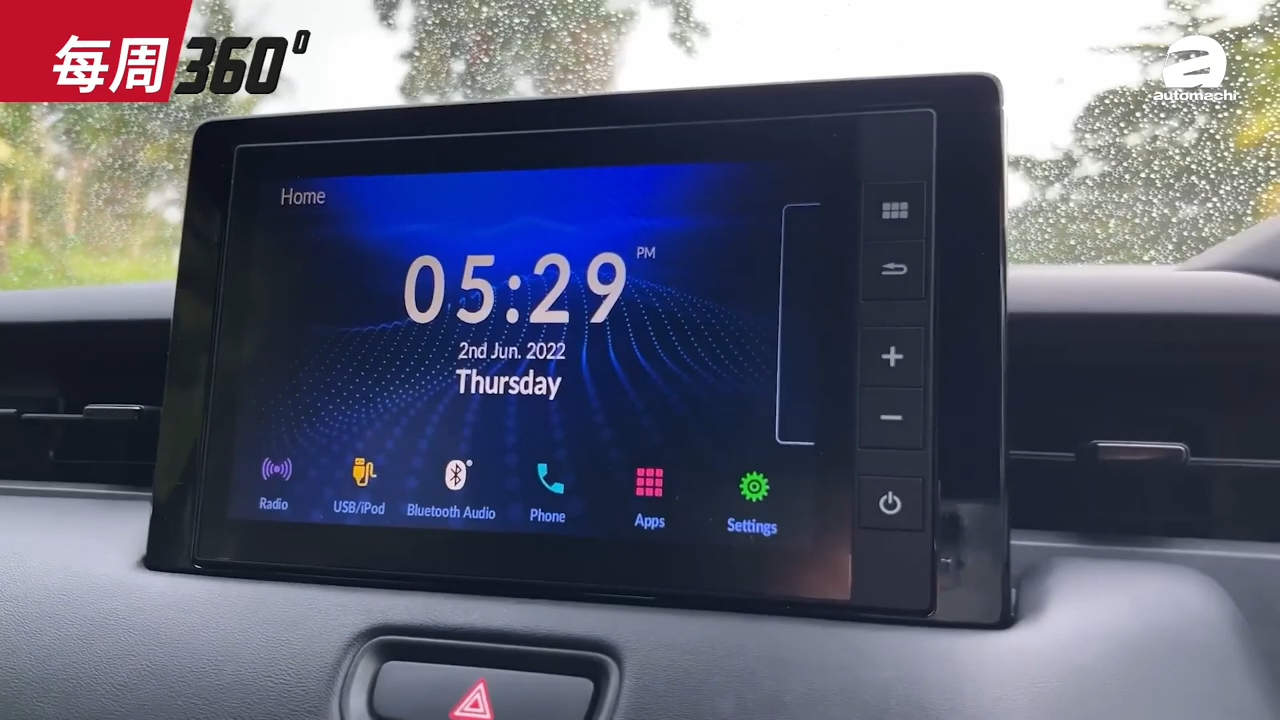 每周360°
automachi
Home
05:29 PM
2nd Jun. 2022
Thursday
Radio
USB/iPod
Bluetooth Audio
Phone
Apps
Settings